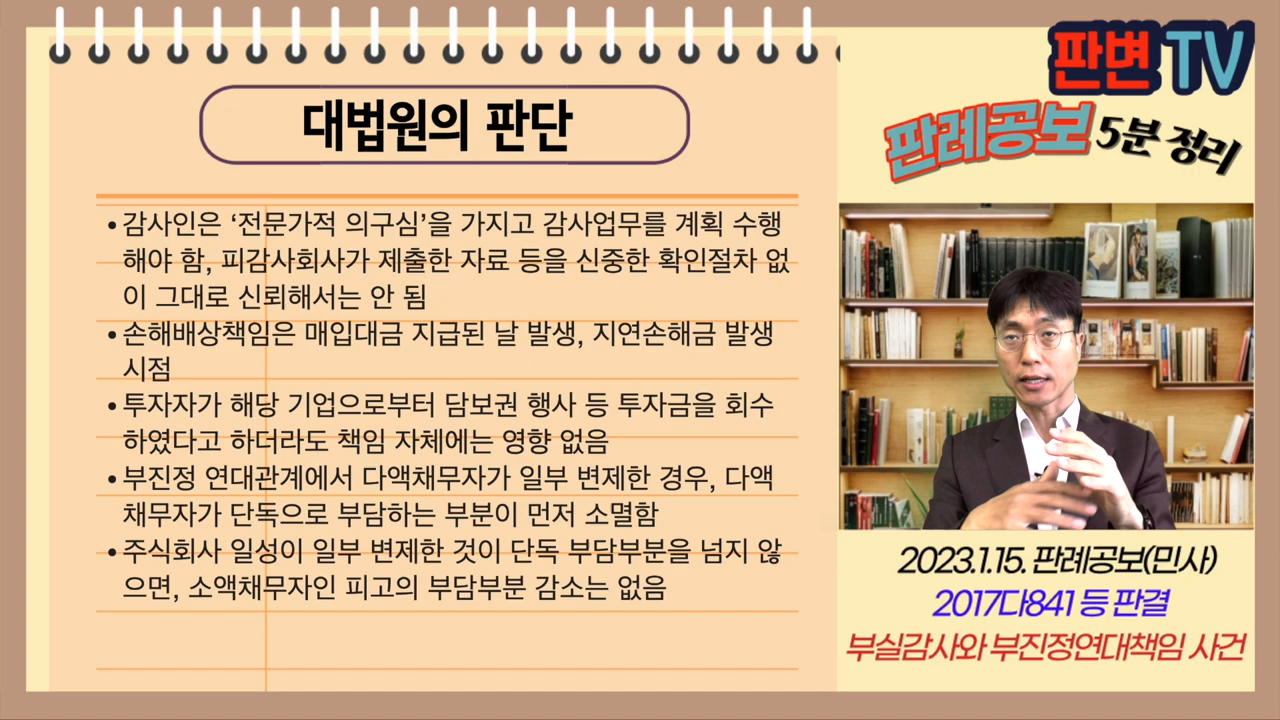 대법원의 판단
• 감사인은 ‘전문가적 의구심’을 가지고 감사업무를 계획 수행
해야 함, 피감사회사가 제출한 자료 등을 신중한 확인절차 없
이 그대로 신뢰해서는 안 됨
• 손해배상책임은 매입대금 지급된 날 발생, 지연손해금 발생
시점
• 투자자가 해당 기업으로부터 담보권 행사 등 투자금을 회수
하였다고 하더라도 책임 자체에는 영향 없음
• 부진정 연대관계에서 다액채무자가 일부 변제한 경우, 다액
채무자가 단독으로 부담하는 부분이 먼저 소멸함
• 주식회사 일성이 일부 변제한 것이 단독 부담부분을 넘지 않
으면, 소액채무자인 피고의 부담부분 감소는 없음
판변 TV
판례공보 5분 정리
2023.1.15. 판례공보(민사)
2017다841 등 판결
부실감사와 부진정연대책임 사건